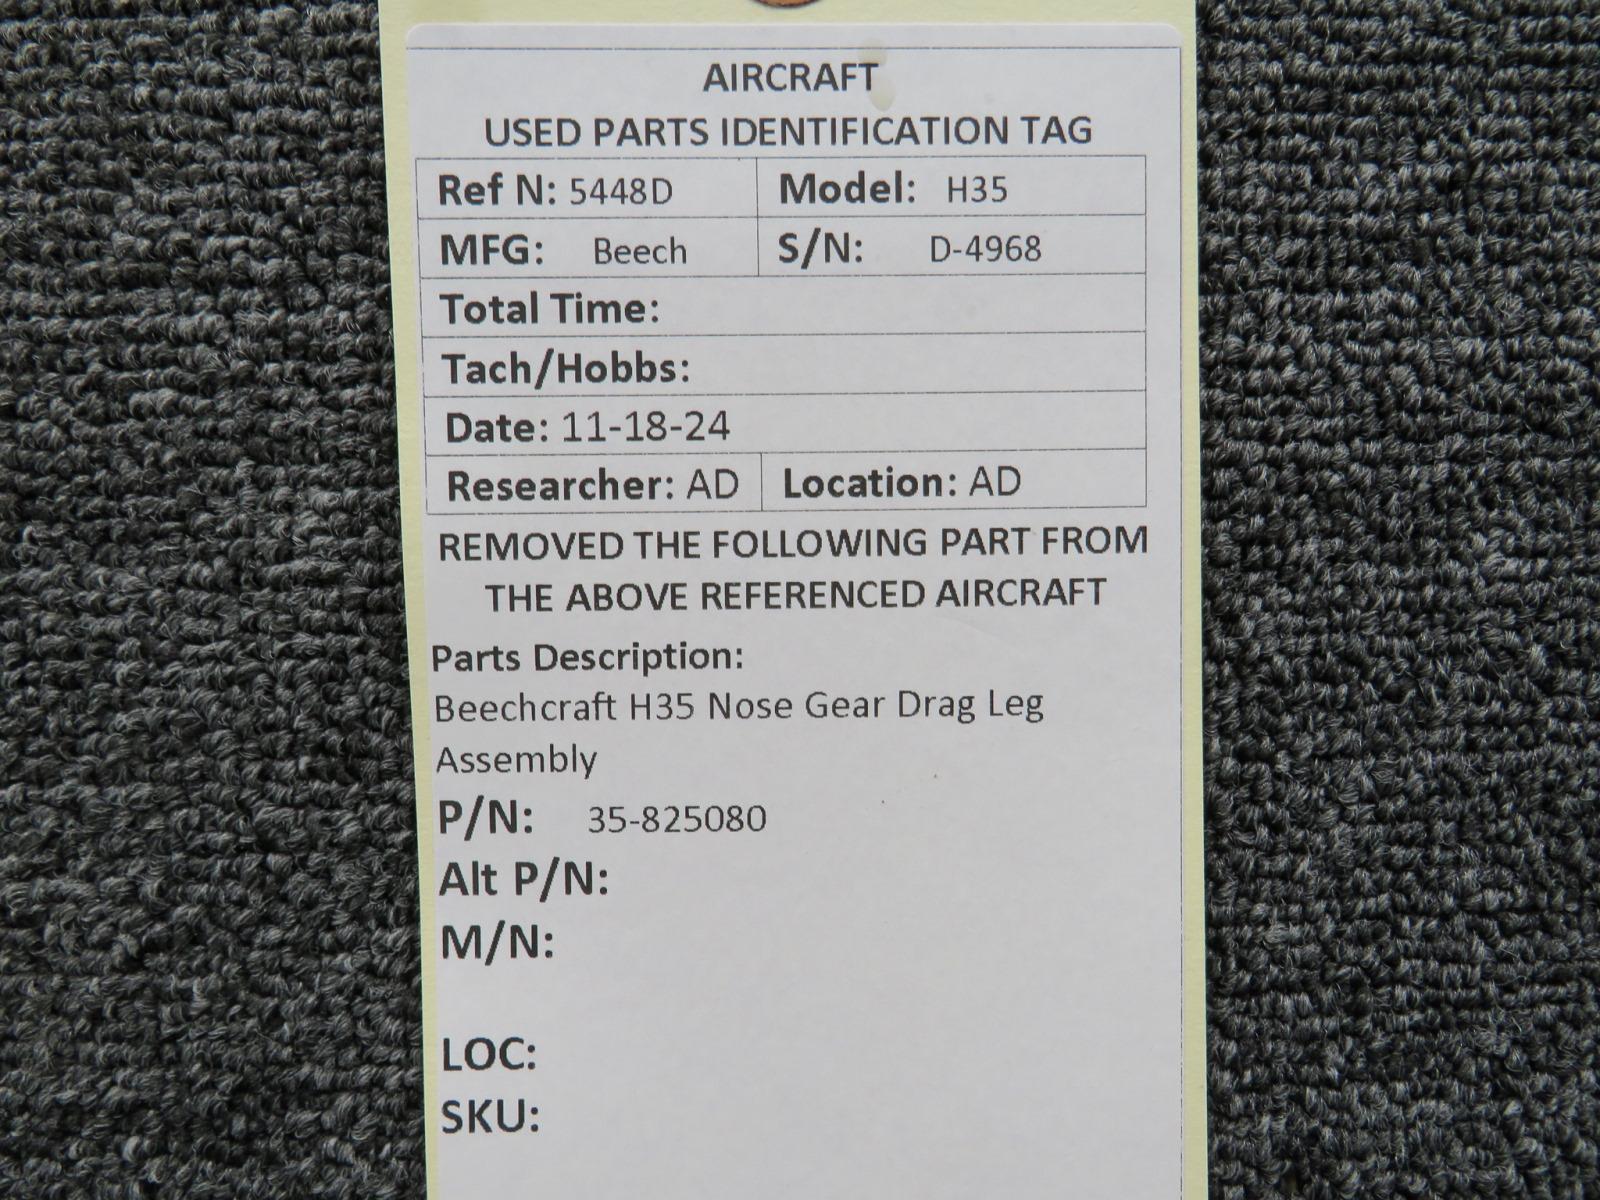 AIRCRAFT
USED PARTS IDENTIFICATION TAG
Ref N: 5448D Model: H35
MFG: Beech S/N: D-4968
Total Time:
Tach/Hobbs:
Date: 11-18-24
Researcher: AD Location: AD
REMOVED THE FOLLOWING PART FROM
THE ABOVE REFERENCED AIRCRAFT
Parts Description:
Beechcraft H35 Nose Gear Drag Leg
Assembly
P/N: 35-825080
Alt P/N:
M/N:
LOC:
SKU: